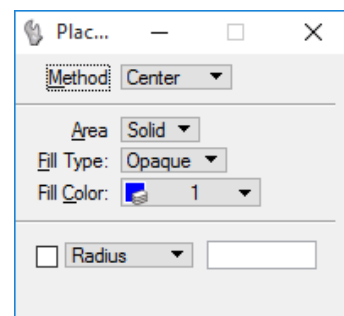 Plac...
Method Center
Area Solid
Fill Type: Opaque
Fill Color: 1
Radius